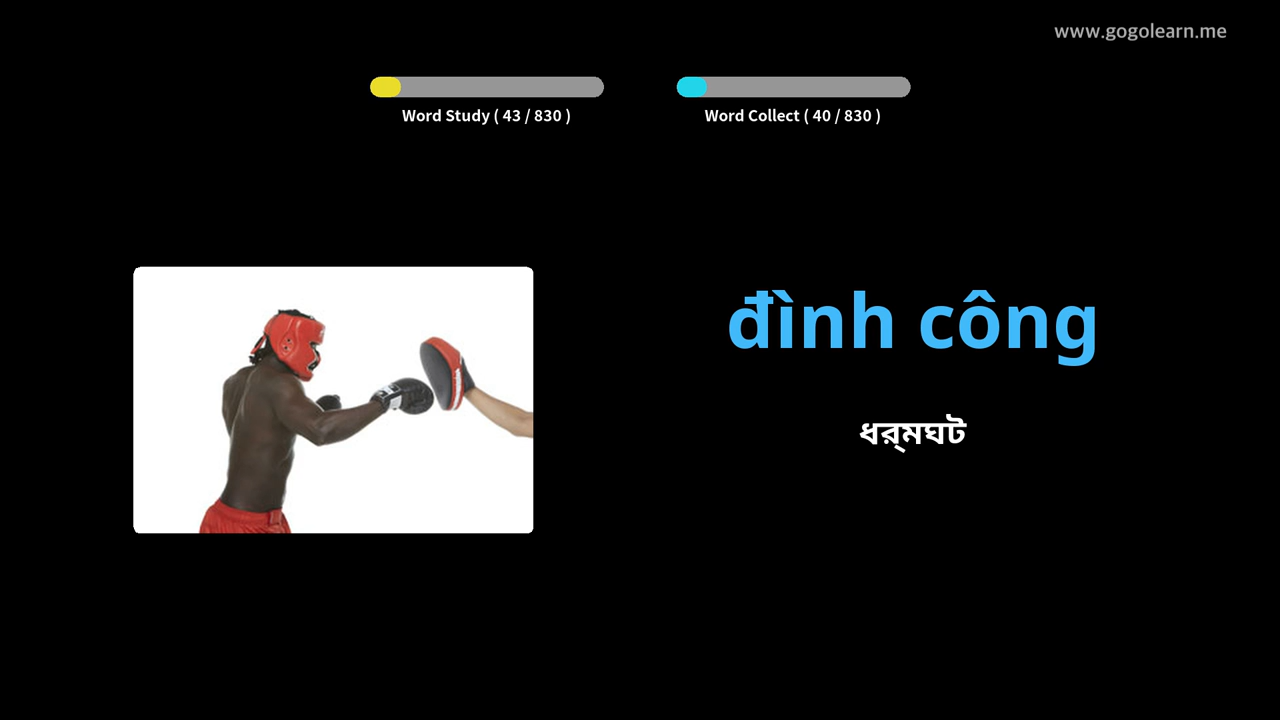 www.gogolearn.me
Word Study ( 43 / 830 )
Word Collect ( 40 / 830 )
đình công
ধর্মঘট